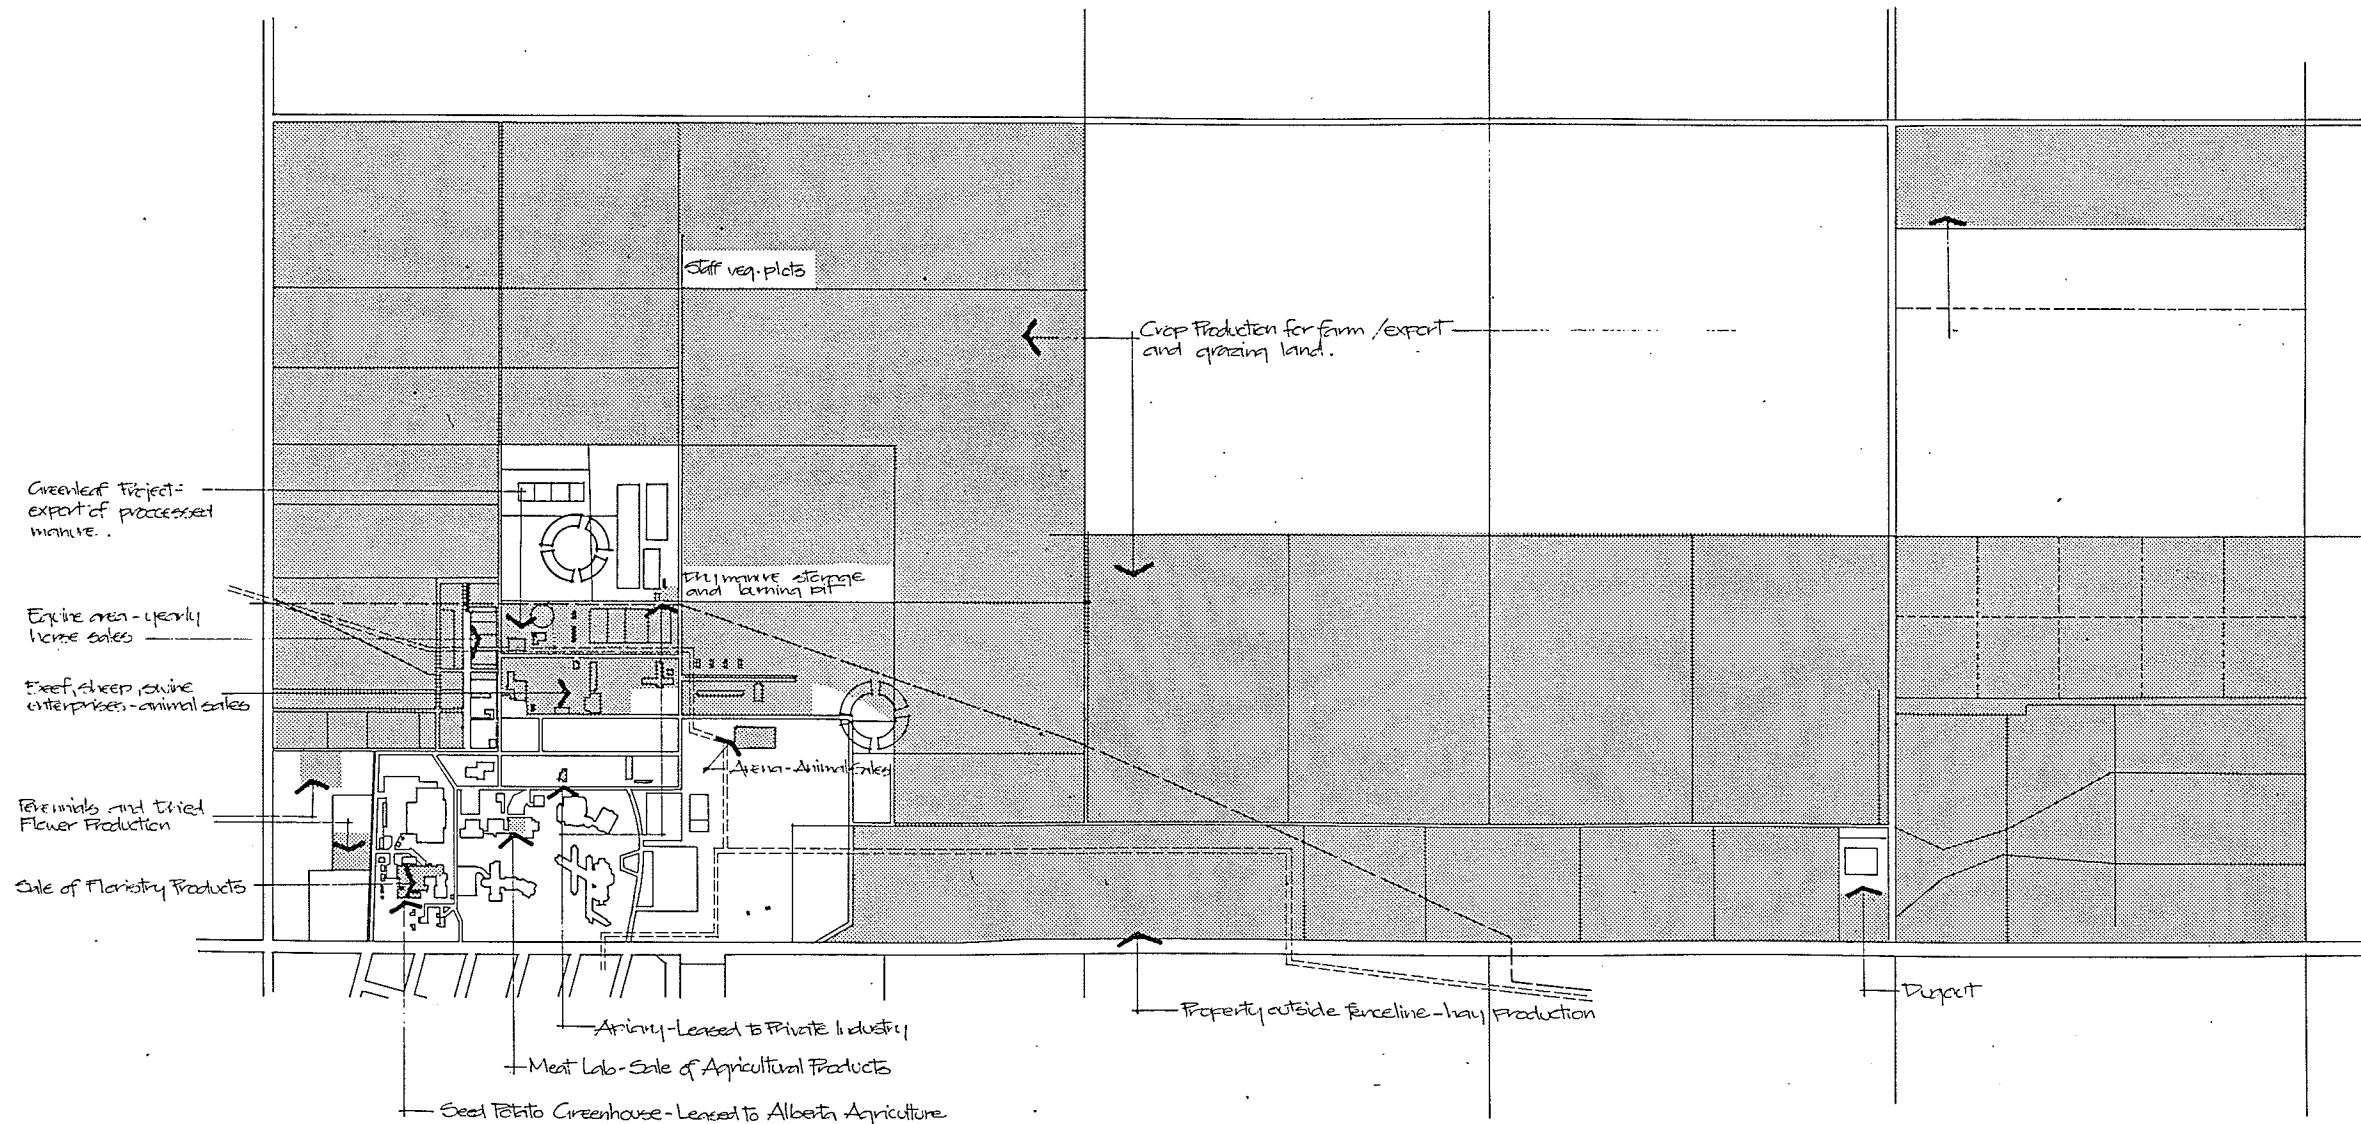 Staff veg. plots
Crop Production for farm / export
and grazing land.
Greenleaf Project-
export of proccessed
manure.
Dry manure storage
and burning pit
Equine area - yearly
horse sales
Beef, sheep, swine
enterprises - animal sales
Arena - Animal Sales
Perennials and Dried
Flower Production
Sale of Floristry Products
Dugout
Property outside Fenceline - hay production
Apiary - Leased to Private Industry
Meat Lab - Sale of Agricultural Products
Seed Potato Greenhouse - Leased to Alberta Agriculture